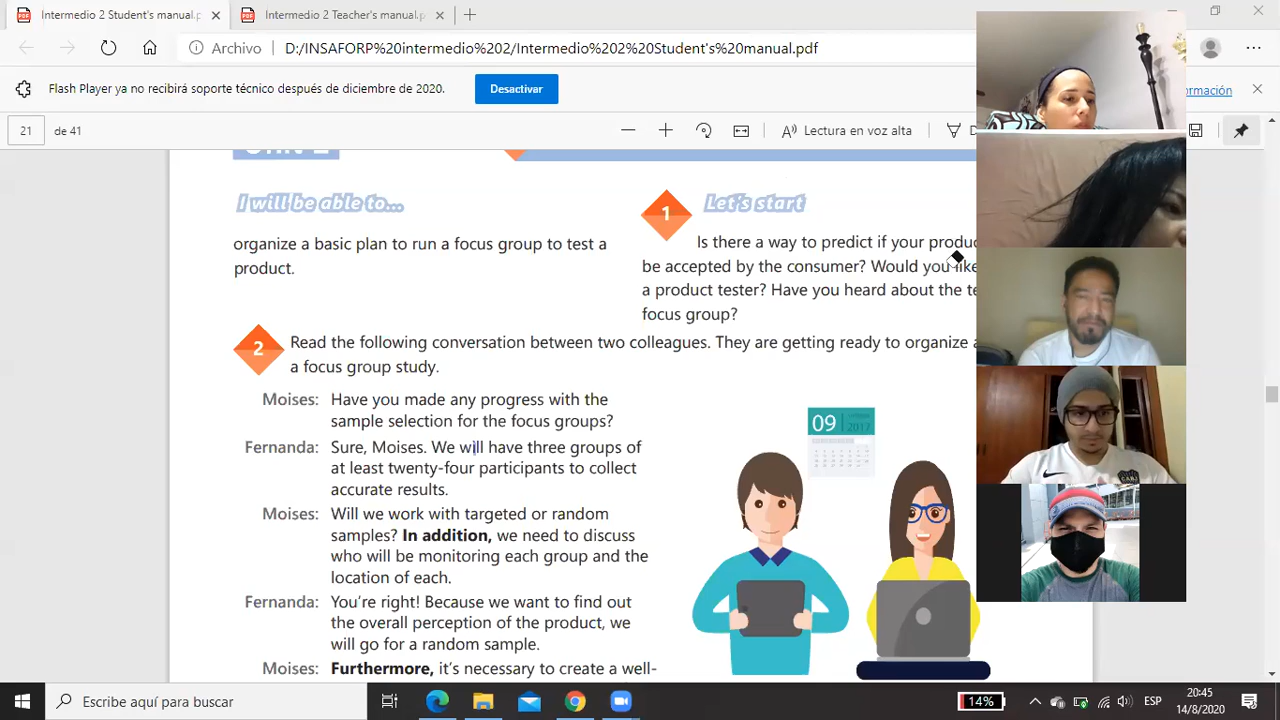 Intermedio 2 Student's manual.p
Intermedio 2 Teacher's manual.p
Archivo
D:/INSAFORP%20intermedio%202/Intermedio%202%20Student's%20manual.pdf
Flash Player ya no recibirá soporte técnico después de diciembre de 2020.
Desactivar
ormación
21 de 41
Lectura en voz alta
I will be able to...
organize a basic plan to run a focus group to test a
product.
1 Let's start
Is there a way to predict if your produc
be accepted by the consumer? Would you like
a product tester? Have you heard about the te
focus group?
2 Read the following conversation between two colleagues. They are getting ready to organize a
a focus group study.
Moises: Have you made any progress with the
sample selection for the focus groups?
Fernanda: Sure, Moises. We will have three groups of
at least twenty-four participants to collect
accurate results.
Moises: Will we work with targeted or random
samples? In addition, we need to discuss
who will be monitoring each group and the
location of each.
Fernanda: You're right! Because we want to find out
the overall perception of the product, we
will go for a random sample.
Moises: Furthermore, it's necessary to create a well-
09
2017
Escribe aquí para buscar
14%
ESP
20:45
14/8/2020